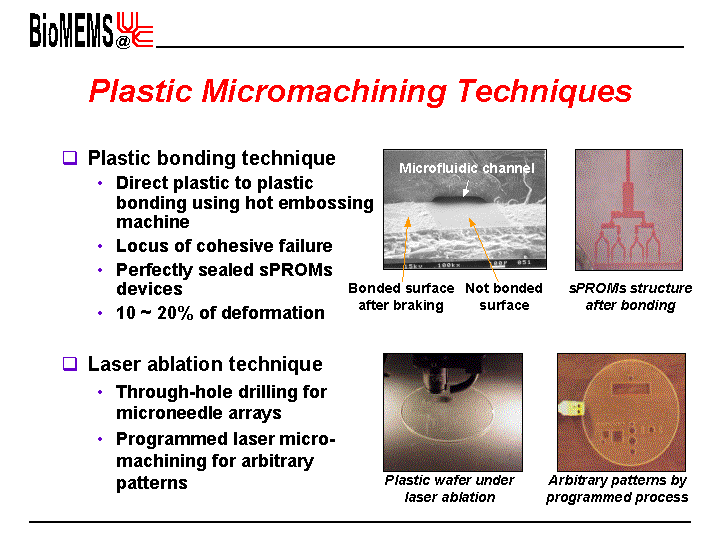 BioMEMS@UC
Plastic Micromachining Techniques
Plastic bonding technique
• Direct plastic to plastic
bonding using hot embossing
machine
• Locus of cohesive failure
• Perfectly sealed sPROMs
devices
• 10 ~ 20% of deformation
Microfluidic channel
Bonded surface
after braking
Not bonded
surface
sPROMs structure
after bonding
Laser ablation technique
• Through-hole drilling for
microneedle arrays
• Programmed laser micro-
machining for arbitrary
patterns
Plastic wafer under
laser ablation
Arbitrary patterns by
programmed process